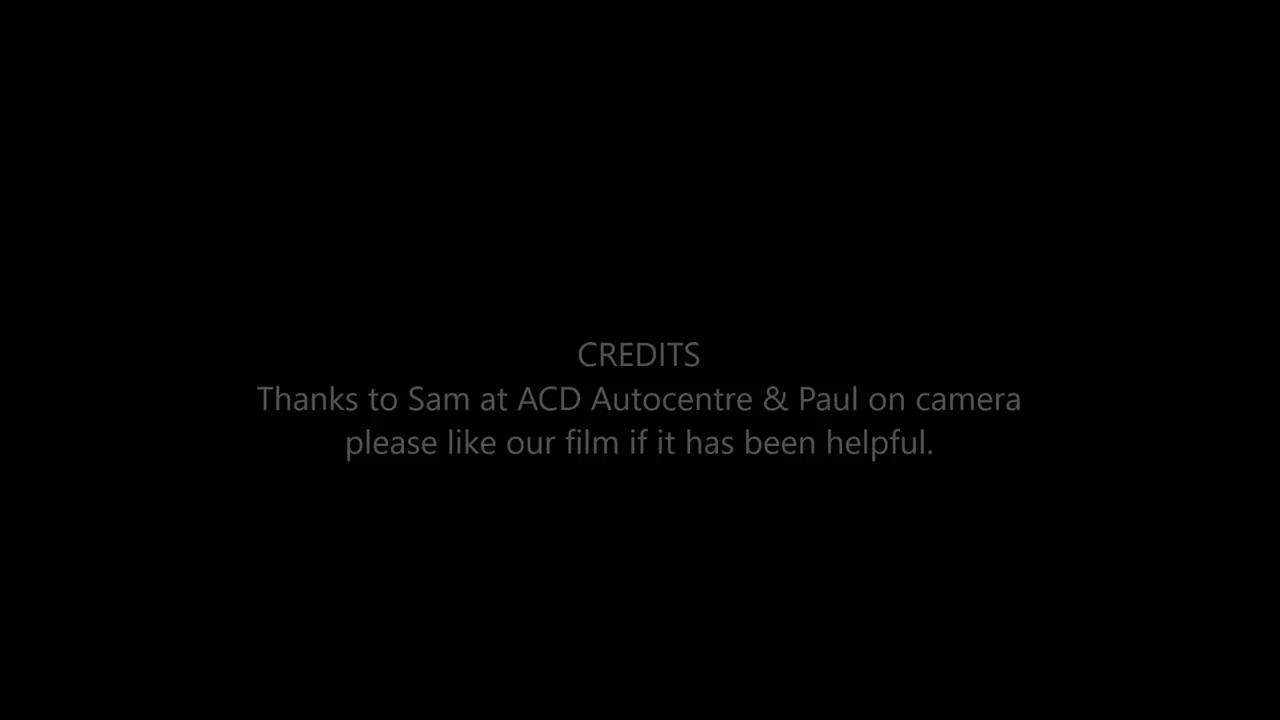 CREDITS
Thanks to Sam at ACD Autocentre & Paul on camera
please like our film if it has been helpful.